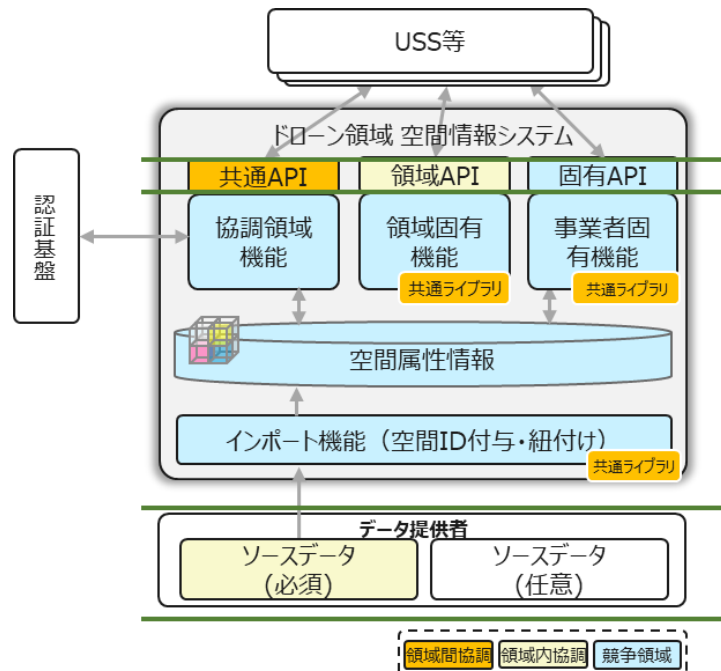 USS等
ドローン領域 空間情報システム
共通API
領域API
固有API
認証基盤
協調領域
機能
領域固有
機能
共通ライブラリ
事業者固
有機能
共通ライブラリ
空間属性情報
インポート機能（空間ID付与・紐付け）
共通ライブラリ
データ提供者
ソースデータ
(必須)
ソースデータ
(任意)
領域間協調
領域内協調
競争領域